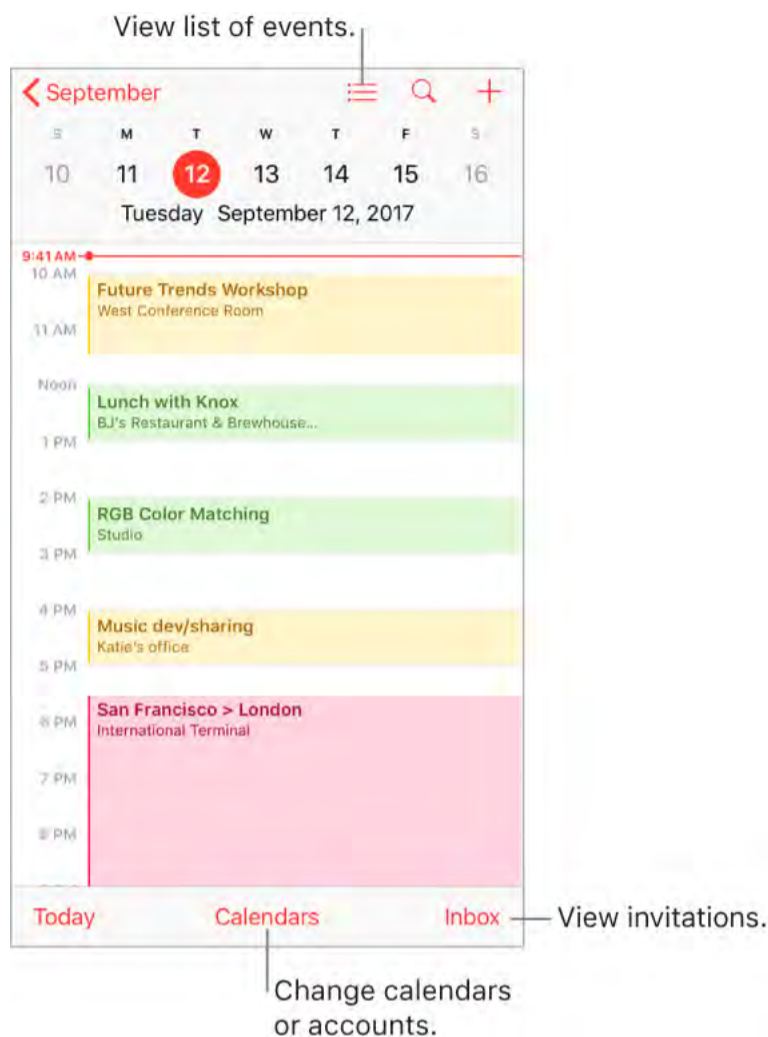 View list of events.
September
S M T W T F S
10 11 12 13 14 15 16
Tuesday September 12, 2017
9:41 AM
10 AM
Future Trends Workshop
West Conference Room
11 AM
Noon
Lunch with Knox
BJ's Restaurant & Brewhouse...
1 PM
2 PM
RGB Color Matching
Studio
3 PM
4 PM
Music dev/sharing
Katie's office
5 PM
San Francisco > London
International Terminal
6 PM
7 PM
8 PM
Today Calendars Inbox
View invitations.
Change calendars
or accounts.